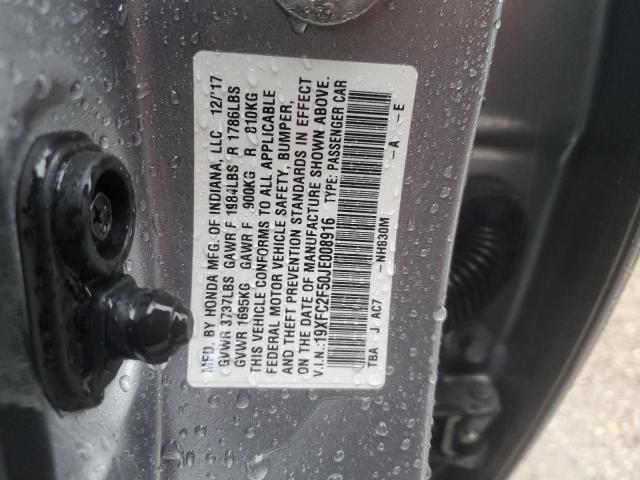 MFD. BY HONDA MFG. OF INDIANA, LLC 12/'17
GVWR 3737LBS GAWR F 1984LBS R 1786LBS
GVWR 1695KG GAWR F 900KG R 810KG
THIS VEHICLE CONFORMS TO ALL APPLICABLE
FEDERAL MOTOR VEHICLE SAFETY, BUMPER,
AND THEFT PREVENTION STANDARDS IN EFFECT
ON THE DATE OF MANUFACTURE SHOWN ABOVE.
V.I.N.:19XFC2F50JE008916 TYPE: PASSENGER CAR
TBA J AC7 -NH830M -A -E